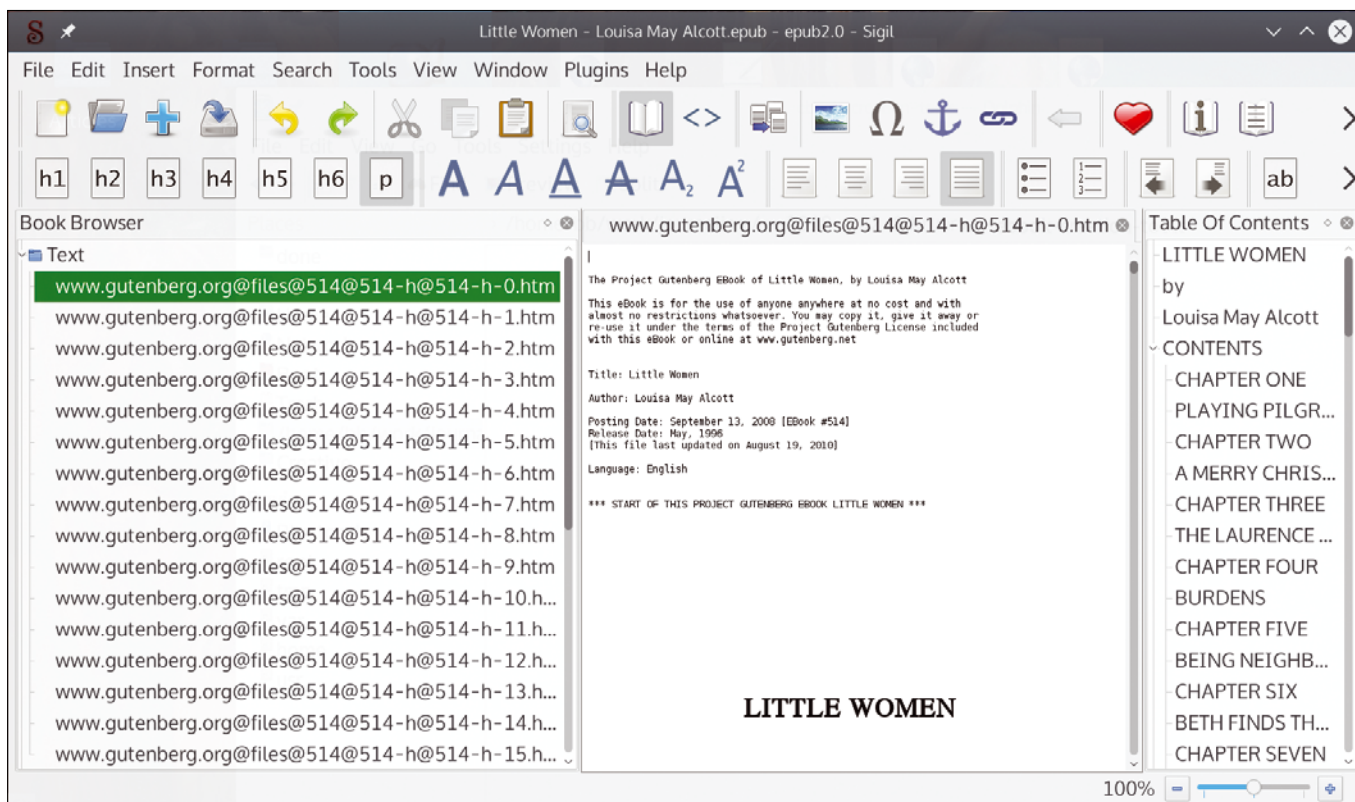 Little Women - Louisa May Alcott.epub - epub2.0 - Sigil
File Edit Insert Format Search Tools View Window Plugins Help
h1 h2 h3 h4 h5 h6 p A A A A A2 A2 ab
Book Browser
Text
www.gutenberg.org@files@514@514-h@514-h-0.htm
www.gutenberg.org@files@514@514-h@514-h-1.htm
www.gutenberg.org@files@514@514-h@514-h-2.htm
www.gutenberg.org@files@514@514-h@514-h-3.htm
www.gutenberg.org@files@514@514-h@514-h-4.htm
www.gutenberg.org@files@514@514-h@514-h-5.htm
www.gutenberg.org@files@514@514-h@514-h-6.htm
www.gutenberg.org@files@514@514-h@514-h-7.htm
www.gutenberg.org@files@514@514-h@514-h-8.htm
www.gutenberg.org@files@514@514-h@514-h-9.htm
www.gutenberg.org@files@514@514-h@514-h-10.h...
www.gutenberg.org@files@514@514-h@514-h-11.h...
www.gutenberg.org@files@514@514-h@514-h-12.h...
www.gutenberg.org@files@514@514-h@514-h-13.h...
www.gutenberg.org@files@514@514-h@514-h-14.h...
www.gutenberg.org@files@514@514-h@514-h-15.h...
www.gutenberg.org@files@514@514-h@514-h-0.htm
The Project Gutenberg EBook of Little Women, by Louisa May Alcott
This eBook is for the use of anyone anywhere at no cost and with
almost no restrictions whatsoever. You may copy it, give it away or
re-use it under the terms of the Project Gutenberg License included
with this eBook or online at www.gutenberg.net
Title: Little Women
Author: Louisa May Alcott
Posting Date: September 13, 2008 [EBook #514]
Release Date: May, 1996
[This file last updated on August 19, 2010]
Language: English
*** START OF THIS PROJECT GUTENBERG EBOOK LITTLE WOMEN ***
LITTLE WOMEN
Table Of Contents
LITTLE WOMEN
by
Louisa May Alcott
CONTENTS
CHAPTER ONE
PLAYING PILGR...
CHAPTER TWO
A MERRY CHRIS...
CHAPTER THREE
THE LAURENCE ...
CHAPTER FOUR
BURDENS
CHAPTER FIVE
BEING NEIGHB...
CHAPTER SIX
BETH FINDS TH...
CHAPTER SEVEN
100%